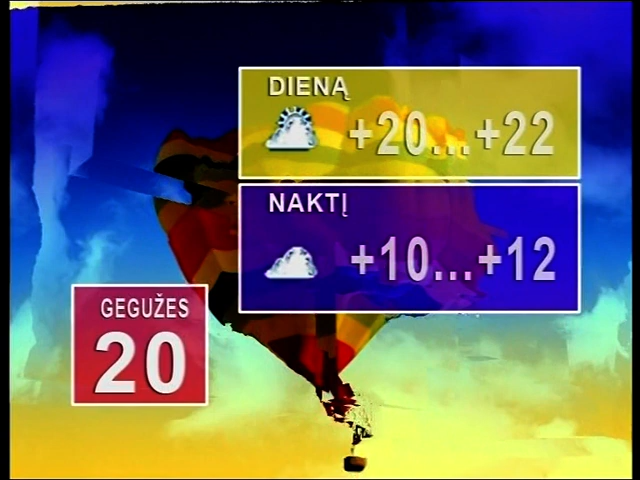 DIENĄ
+20...+22
NAKTĮ
+10...+12
GEGUŽES
20